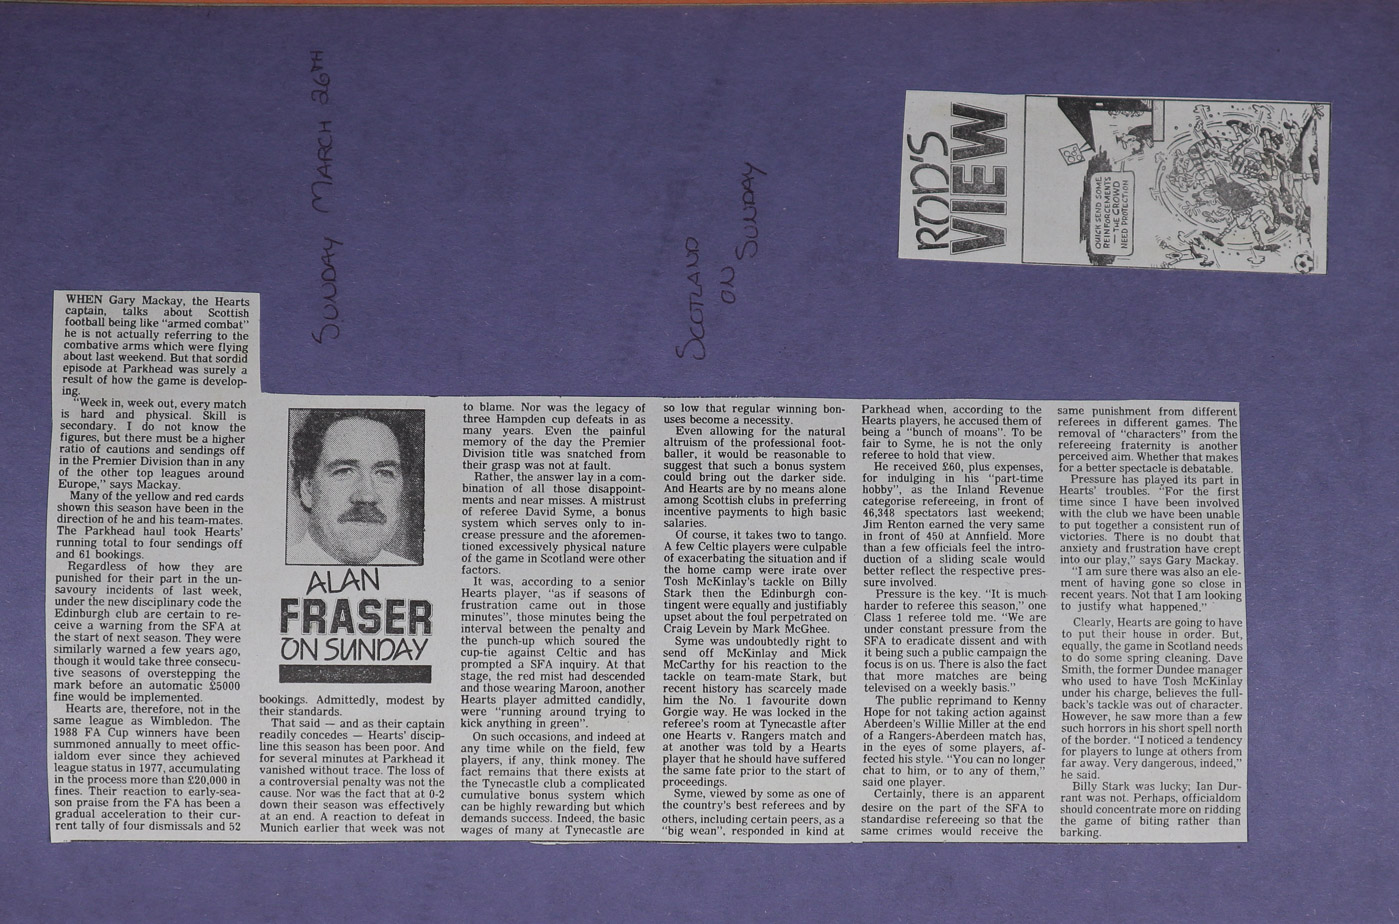 SUNDAY MARCH 26TH
SCOTLAND
ON SUNDAY
ROD'S
VIEW
QUICK SEND SOME
REINFORCEMENTS
— THE CROWD
NEED PROTECTION
WHEN Gary Mackay, the Hearts
captain, talks about Scottish
football being like "armed combat"
he is not actually referring to the
combative arms which were flying
about last weekend. But that sordid
episode at Parkhead was surely a
result of how the game is develop-
ing.
"Week in, week out, every match
is hard and physical. Skill is
secondary. I do not know the
figures, but there must be a higher
ratio of cautions and sendings off
in the Premier Division than in any
of the other top leagues around
Europe," says Mackay.
Many of the yellow and red cards
shown this season have been in the
direction of he and his team-mates.
The Parkhead haul took Hearts'
running total to four sendings off
and 61 bookings.
Regardless of how they are
punished for their part in the un-
savoury incidents of last week,
under the new disciplinary code the
Edinburgh club are certain to re-
ceive a warning from the SFA at
the start of next season. They were
similarly warned a few years ago,
though it would take three consecu-
tive seasons of overstepping the
mark before an automatic £5000
fine would be implemented.
Hearts are, therefore, not in the
same league as Wimbledon. The
1988 FA Cup winners have been
summoned annually to meet offic-
ialdom ever since they achieved
league status in 1977, accumulating
in the process more than £20,000 in
fines. Their reaction to early-sea-
son praise from the FA has been a
gradual acceleration to their cur-
rent tally of four dismissals and 52
ALAN
FRASER
ON SUNDAY
bookings. Admittedly, modest by
their standards.
That said — and as their captain
readily concedes — Hearts' discip-
line this season has been poor. And
for several minutes at Parkhead it
vanished without trace. The loss of
a controversial penalty was not the
cause. Nor was the fact that at 0-2
down their season was effectively
at an end. A reaction to defeat in
Munich earlier that week was not
to blame. Nor was the legacy of
three Hampden cup defeats in as
many years. Even the painful
memory of the day the Premier
Division title was snatched from
their grasp was not at fault.
Rather, the answer lay in a com-
bination of all those disappoint-
ments and near misses. A mistrust
of referee David Syme, a bonus
system which serves only to in-
crease pressure and the aforemen-
tioned excessively physical nature
of the game in Scotland were other
factors.
It was, according to a senior
Hearts player, "as if seasons of
frustration came out in those
minutes", those minutes being the
interval between the penalty and
the punch-up which soured the
cup-tie against Celtic and has
prompted a SFA inquiry. At that
stage, the red mist had descended
and those wearing Maroon, another
Hearts player admitted candidly,
were "running around trying to
kick anything in green".
On such occasions, and indeed at
any time while on the field, few
players, if any, think money. The
fact remains that there exists at
the Tynecastle club a complicated
cumulative bonus system which
can be highly rewarding but which
demands success. Indeed, the basic
wages of many at Tynecastle are
so low that regular winning bon-
uses become a necessity.
Even allowing for the natural
altruism of the professional foot-
baller, it would be reasonable to
suggest that such a bonus system
could bring out the darker side.
And Hearts are by no means alone
among Scottish clubs in preferring
incentive payments to high basic
salaries.
Of course, it takes two to tango.
A few Celtic players were culpable
of exacerbating the situation and if
the home camp were irate over
Tosh McKinlay's tackle on Billy
Stark then the Edinburgh con-
tingent were equally and justifiably
upset about the foul perpetrated on
Craig Levein by Mark McGhee.
Syme was undoubtedly right to
send off McKinlay and Mick
McCarthy for his reaction to the
tackle on team-mate Stark, but
recent history has scarcely made
him the No. 1 favourite down
Gorgie way. He was locked in the
referee's room at Tynecastle after
one Hearts v. Rangers match and
at another was told by a Hearts
player that he should have suffered
the same fate prior to the start of
proceedings.
Syme, viewed by some as one of
the country's best referees and by
others, including certain peers, as a
"big wean", responded in kind at
Parkhead when, according to the
Hearts players, he accused them of
being a "bunch of moans". To be
fair to Syme, he is not the only
referee to hold that view.
He received £60, plus expenses,
for indulging in his "part-time
hobby", as the Inland Revenue
categorise refereeing, in front of
46,348 spectators last weekend;
Jim Renton earned the very same
in front of 450 at Annfield. More
than a few officials feel the intro-
duction of a sliding scale would
better reflect the respective pres-
sure involved.
Pressure is the key. "It is much
harder to referee this season," one
Class 1 referee told me. "We are
under constant pressure from the
SFA to eradicate dissent and with
it being such a public campaign the
focus is on us. There is also the fact
that more matches are being
televised on a weekly basis."
The public reprimand to Kenny
Hope for not taking action against
Aberdeen's Willie Miller at the end
of a Rangers-Aberdeen match has,
in the eyes of some players, af-
fected his style. "You can no longer
chat to him, or to any of them,"
said one player.
Certainly, there is an apparent
desire on the part of the SFA to
standardise refereeing so that the
same crimes would receive the
same punishment from different
referees in different games. The
removal of "characters" from the
refereeing fraternity is another
perceived aim. Whether that makes
for a better spectacle is debatable.
Pressure has played its part in
Hearts' troubles. "For the first
time since I have been involved
with the club we have been unable
to put together a consistent run of
victories. There is no doubt that
anxiety and frustration have crept
into our play," says Gary Mackay.
"I am sure there was also an ele-
ment of having gone so close in
recent years. Not that I am looking
to justify what happened."
Clearly, Hearts are going to have
to put their house in order. But,
equally, the game in Scotland needs
to do some spring cleaning. Dave
Smith, the former Dundee manager
who used to have Tosh McKinlay
under his charge, believes the full-
back's tackle was out of character.
However, he saw more than a few
such horrors in his short spell north
of the border. "I noticed a tendency
for players to lunge at others from
far away. Very dangerous, indeed,"
he said.
Billy Stark was lucky; Ian Dur-
rant was not. Perhaps, officialdom
should concentrate more on ridding
the game of biting rather than
barking.